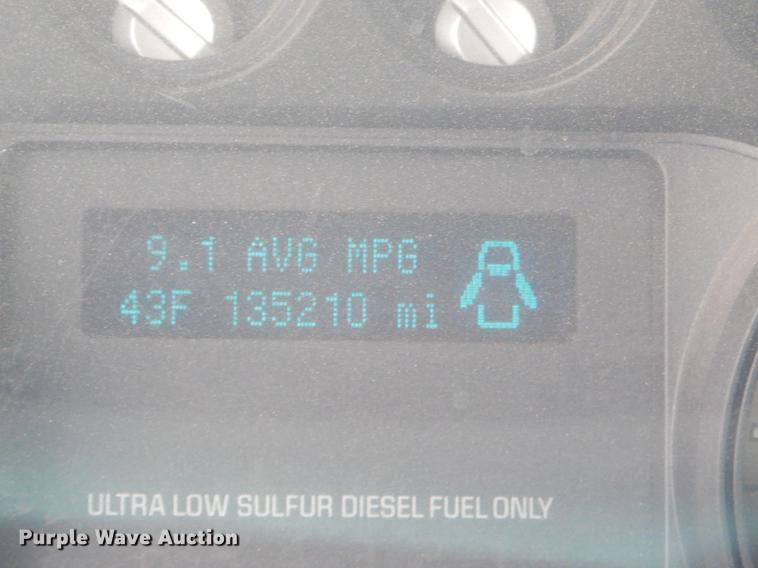 9.1 AVG MPG
43F 135210 mi
ULTRA LOW SULFUR DIESEL FUEL ONLY
Purple Wave Auction